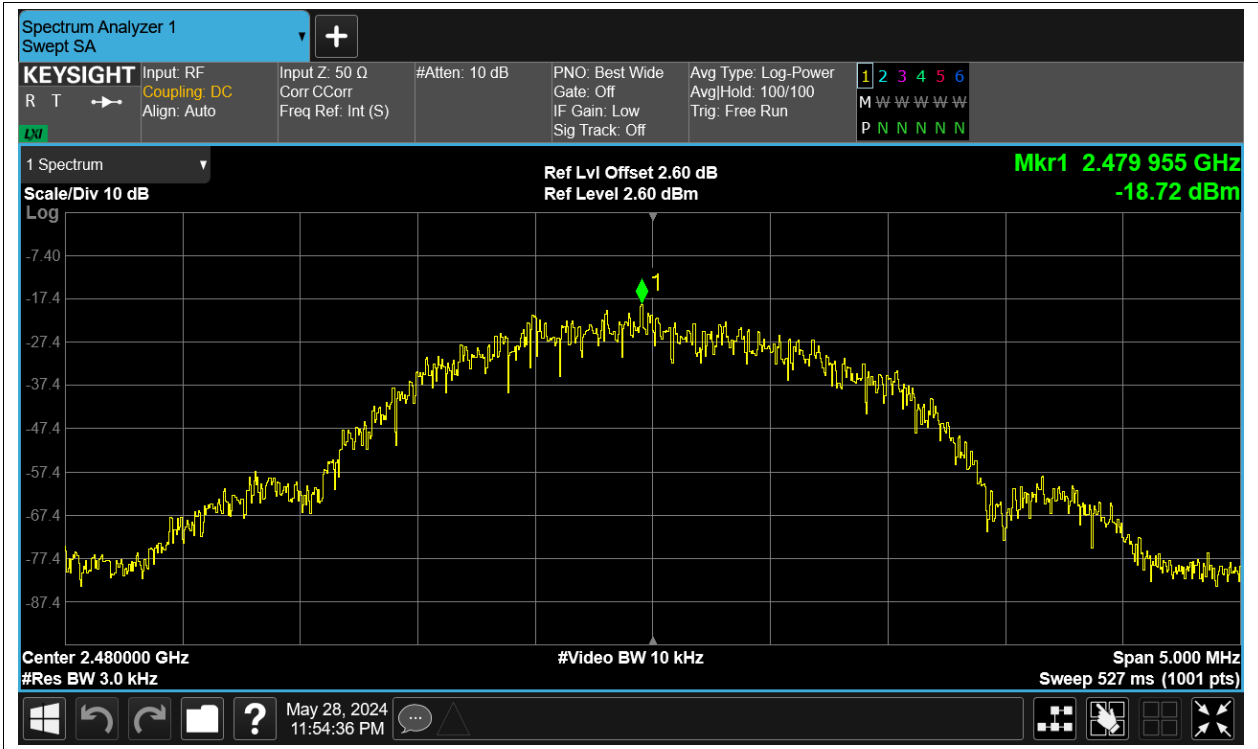 Spectrum Analyzer 1
Swept SA
KEYSIGHT
R T
LXI
Input: RF
Coupling: DC
Align: Auto
Input Z: 50 Ω
Corr CCorr
Freq Ref: Int (S)
#Atten: 10 dB
PNO: Best Wide
Gate: Off
IF Gain: Low
Sig Track: Off
Avg Type: Log-Power
Avg|Hold: 100/100
Trig: Free Run
1 2 3 4 5 6
M W W W W W
P N N N N N
1 Spectrum
Scale/Div 10 dB
Log
Ref Lvl Offset 2.60 dB
Ref Level 2.60 dBm
Mkr1 2.479 955 GHz
-18.72 dBm
1
-7.40
-17.4
-27.4
-37.4
-47.4
-57.4
-67.4
-77.4
-87.4
Center 2.480000 GHz
#Res BW 3.0 kHz
#Video BW 10 kHz
Span 5.000 MHz
Sweep 527 ms (1001 pts)
?
May 28, 2024
11:54:36 PM